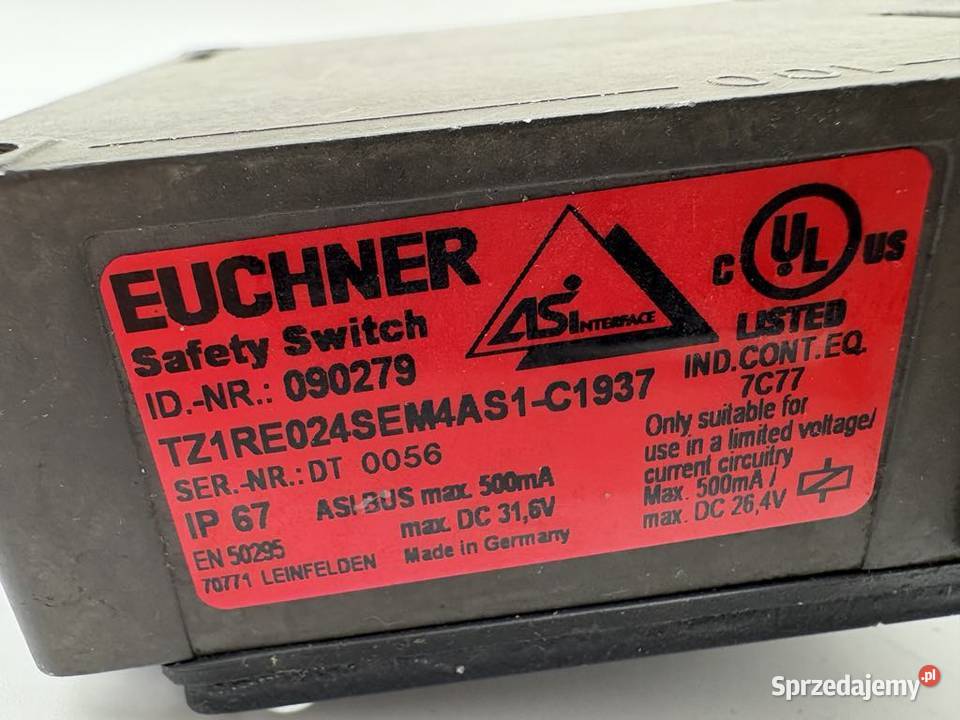 100
EUCHNER
Safety Switch
ID.-NR.: 090279
TZ1RE024SEM4AS1-C1937
SER.-NR.: DT 0056
IP 67
ASI BUS max. 500mA
max. DC 31,6V
EN 50295
70771 LEINFELDEN
Made in Germany
ASINTERFACE
C UL US
LISTED
IND.CONT.EQ.
7C77
Only suitable for
use in a limited voltage/
current circuitry
Max. 500mA /
max. DC 26,4V
Sprzedajemy.pl